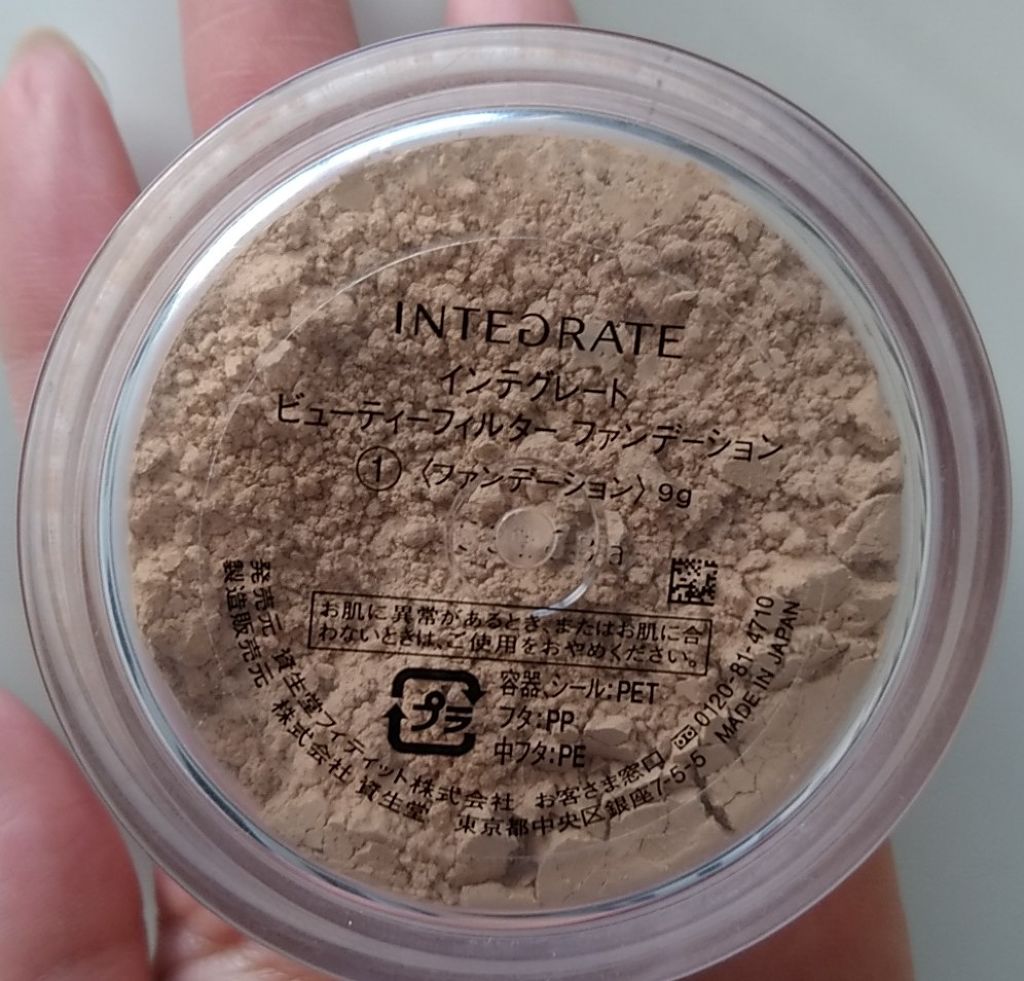 INTEGRATE
インテグレート
ビューティーフィルター ファンデーション
① 〈ファンデーション〉 9g
お肌に異常があるとき、またはお肌に合
わないときは、ご使用をおやめください。
プラ
容器、シール:PET
フタ:PP
中フタ:PE
発売元 資生堂フィティット株式会社 お客さま窓口 0120-81-4710
製造販売元 株式会社 資生堂 東京都中央区銀座7-5-5 MADE IN JAPAN